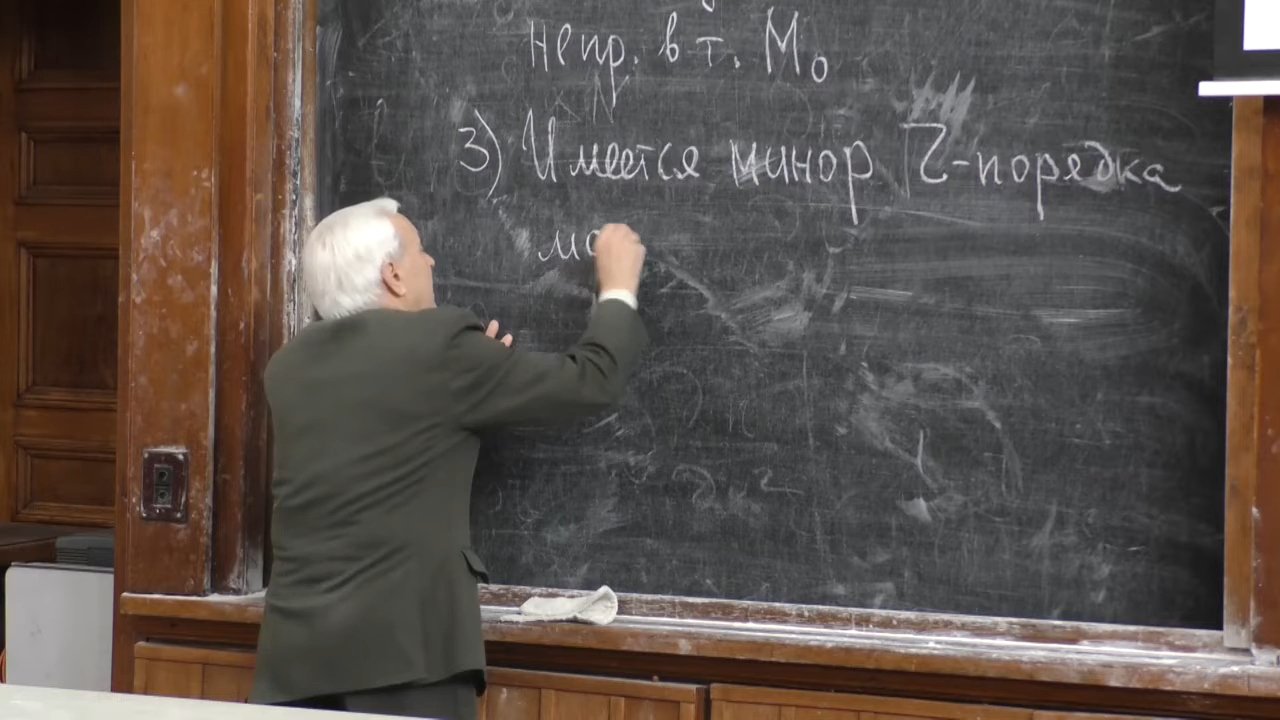 непр. в т. M₀
3) Имеется минор r-порядка